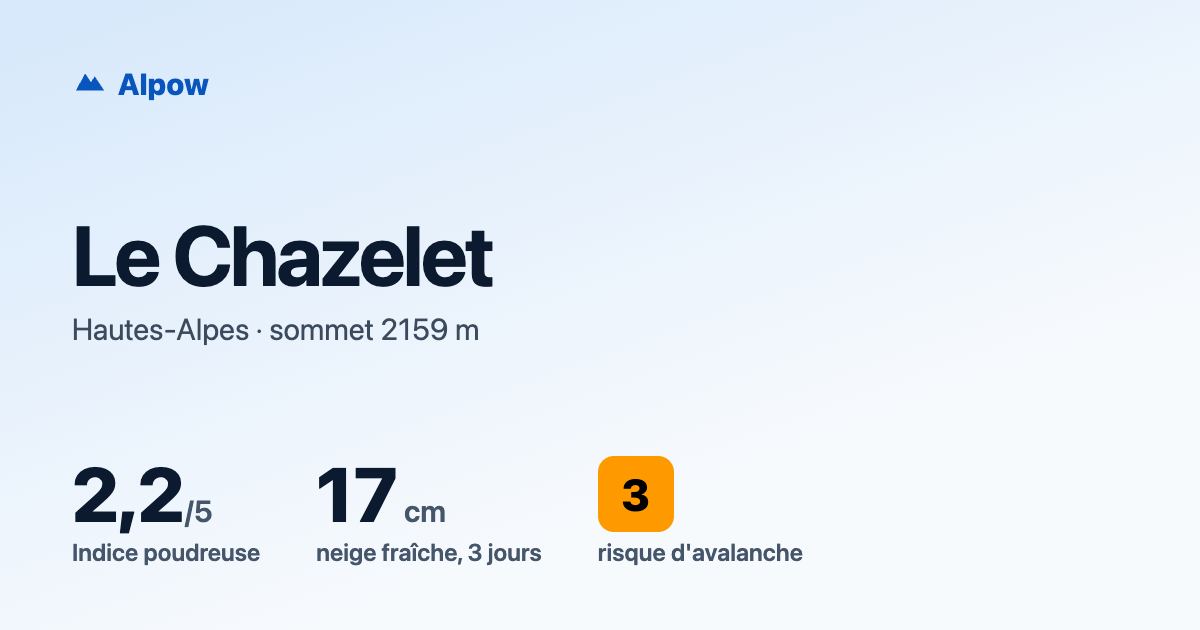 Alpow
Le Chazelet
Hautes-Alpes · sommet 2159 m
2,2/5
Indice poudreuse
17 cm
neige fraîche, 3 jours
3
risque d'avalanche